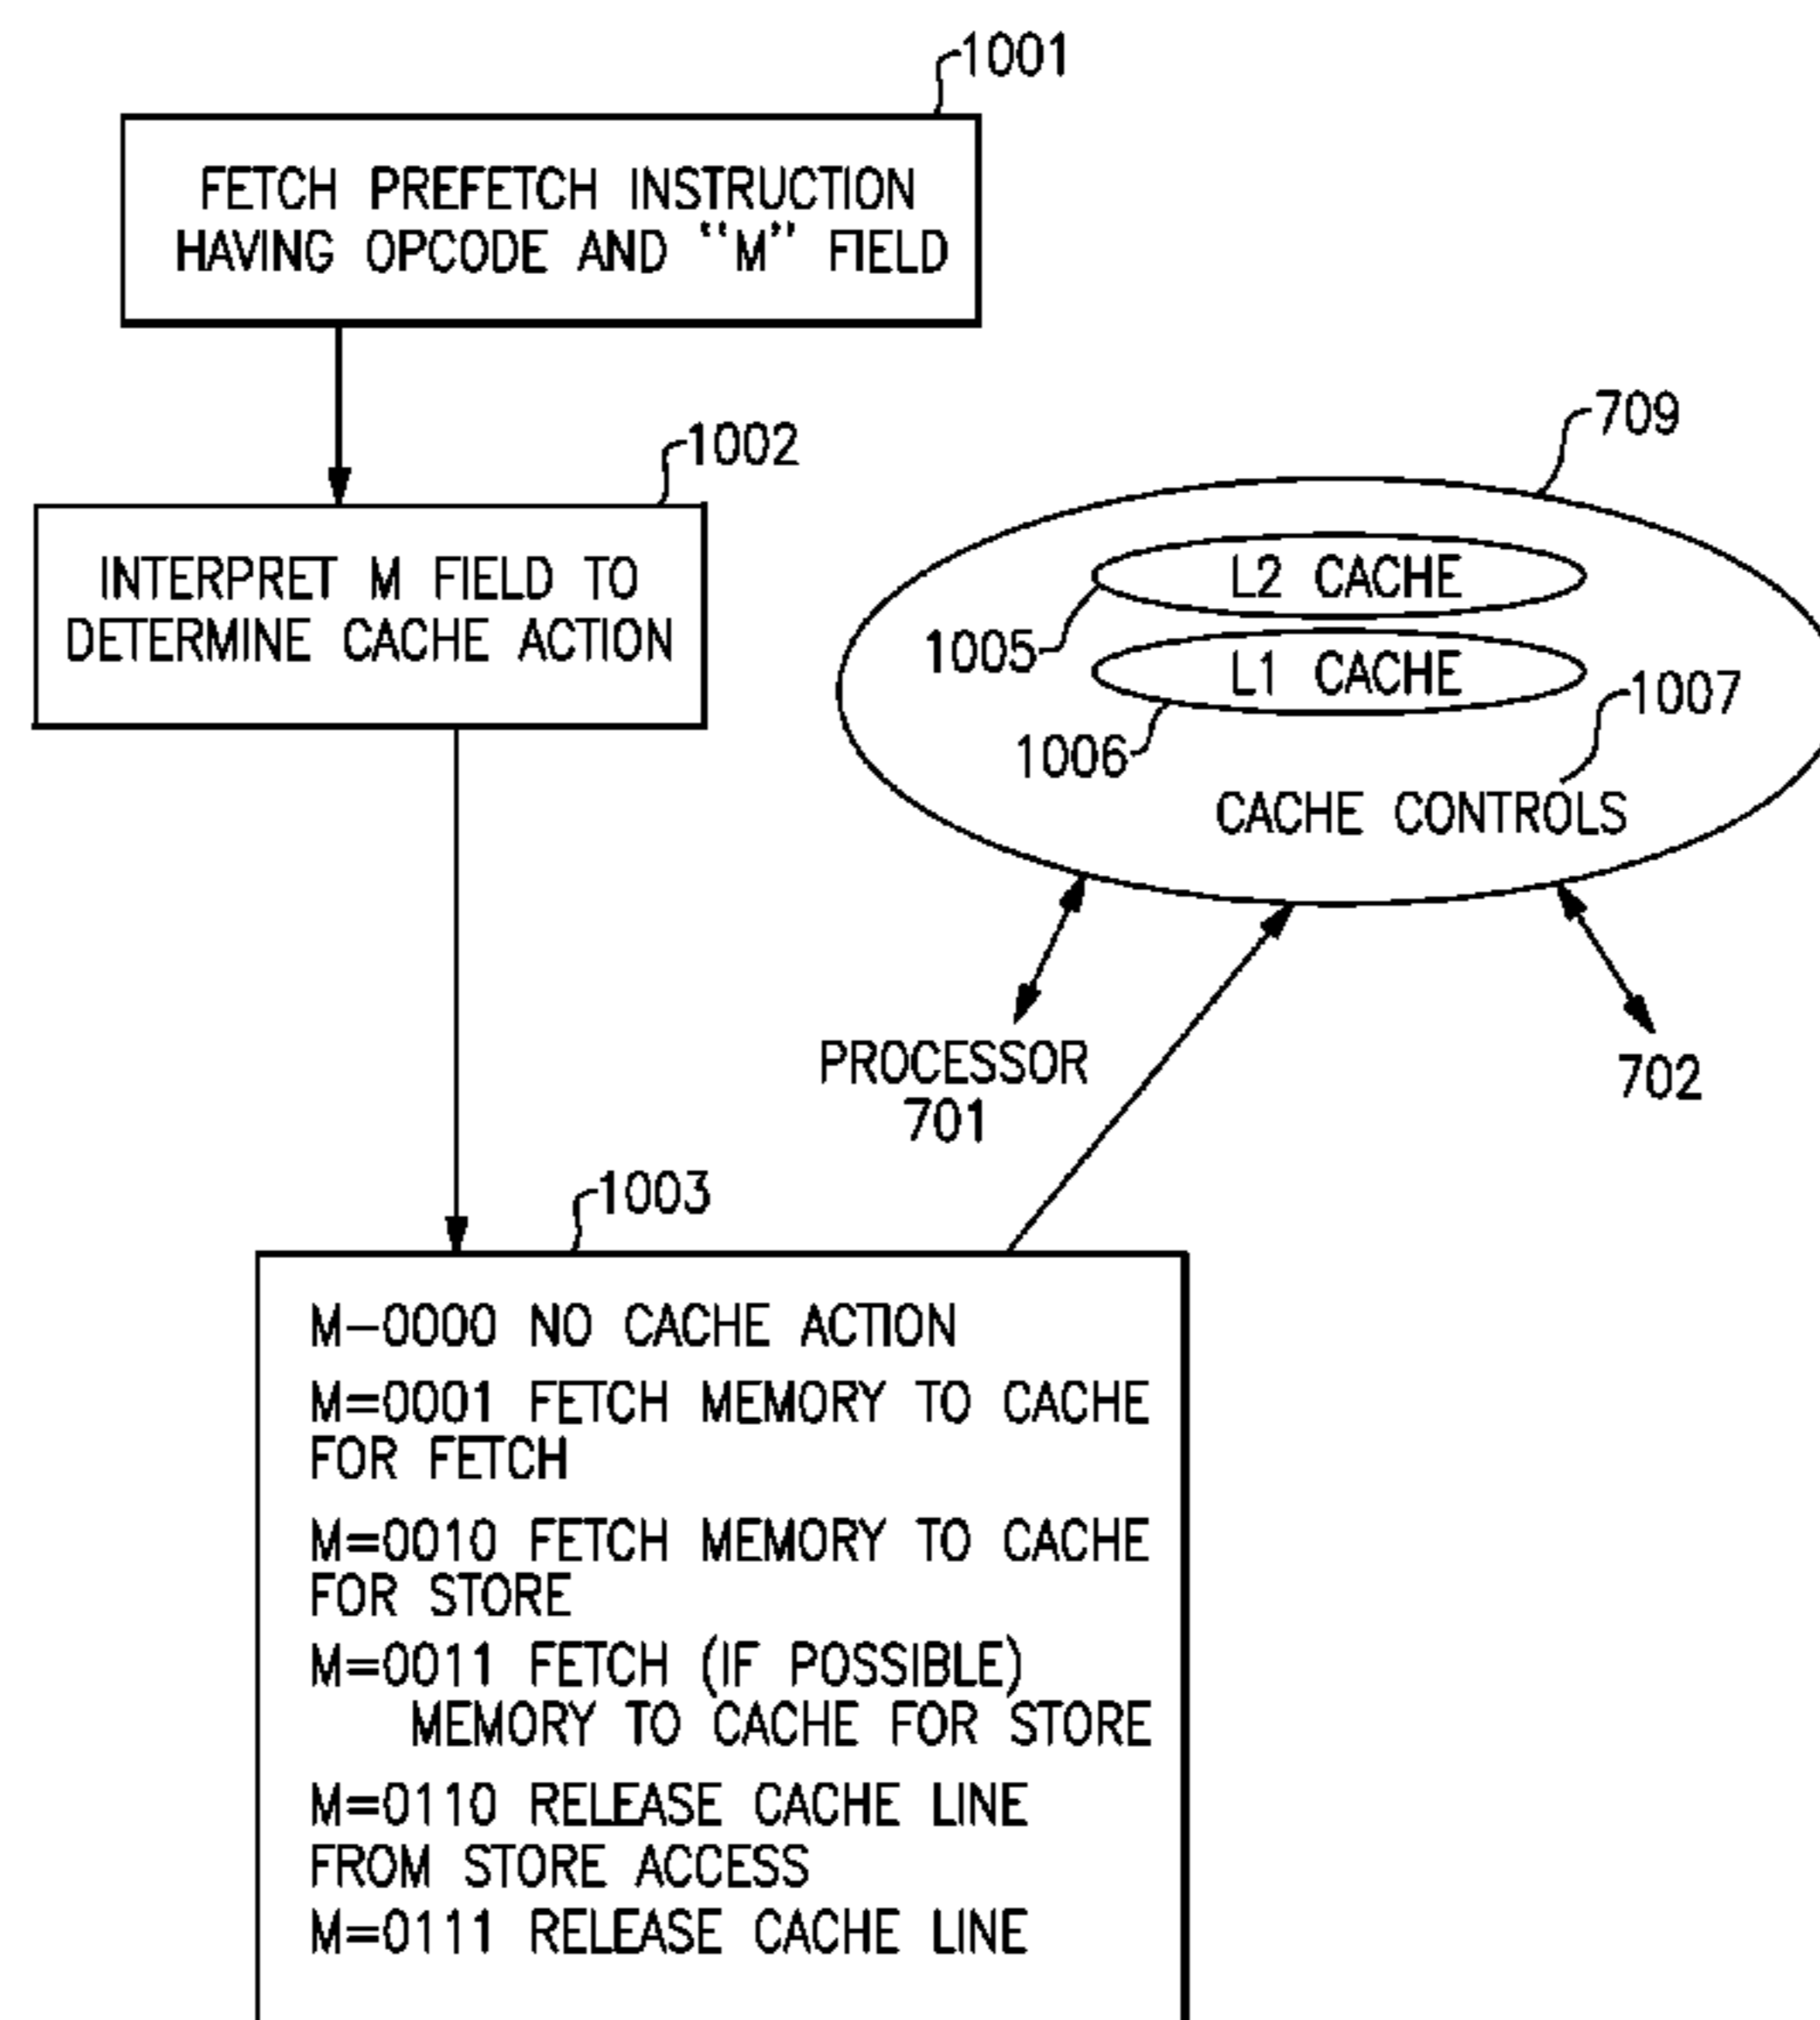 1001
FETCH PREFETCH INSTRUCTION
HAVING OPCODE AND "M" FIELD
1002
INTERPRET M FIELD TO
DETERMINE CACHE ACTION
709
L2 CACHE
1005
L1 CACHE
1006
1007
CACHE CONTROLS
PROCESSOR
701
702
1003
M-0000 NO CACHE ACTION
M=0001 FETCH MEMORY TO CACHE
FOR FETCH
M=0010 FETCH MEMORY TO CACHE
FOR STORE
M=0011 FETCH (IF POSSIBLE)
MEMORY TO CACHE FOR STORE
M=0110 RELEASE CACHE LINE
FROM STORE ACCESS
M=0111 RELEASE CACHE LINE